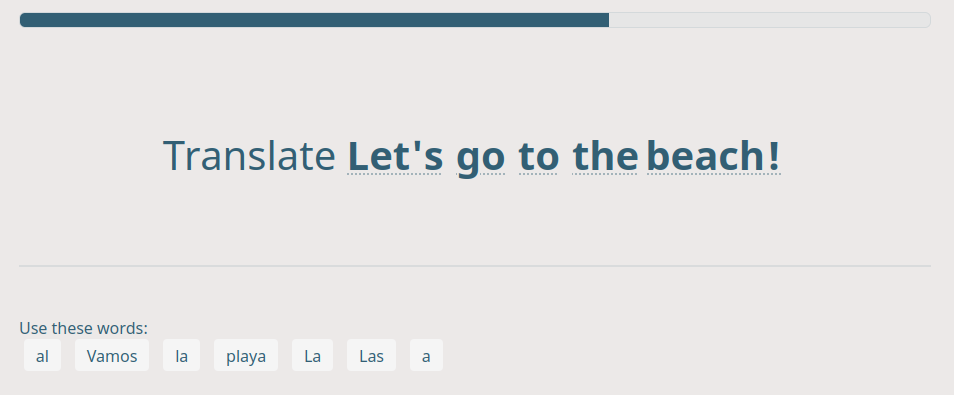 Translate Let's go to the beach!
Use these words:
al Vamos la playa La Las a